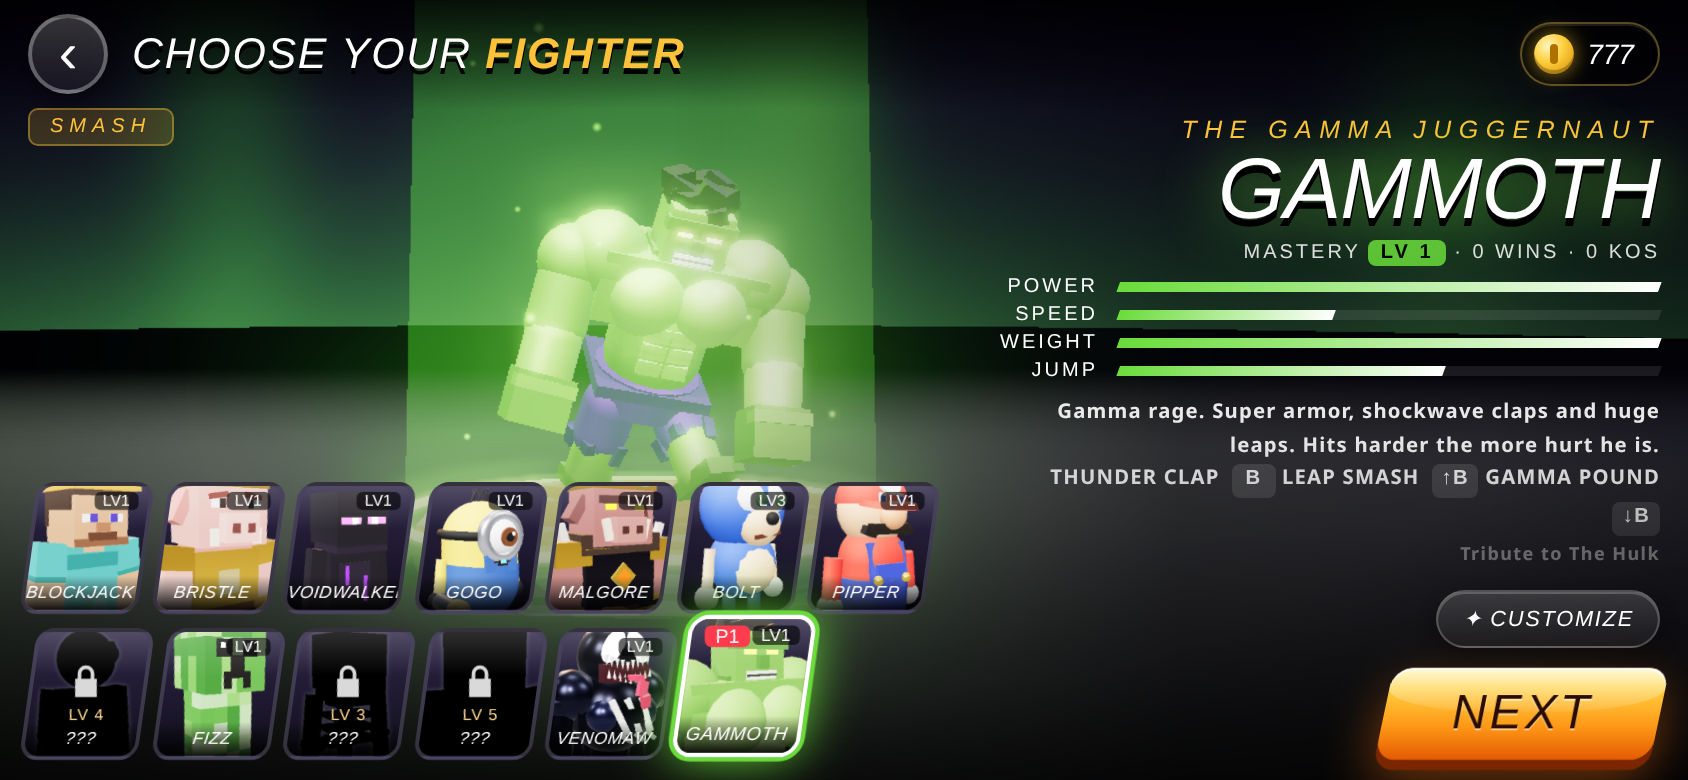 ‹ CHOOSE YOUR FIGHTER
777
SMASH
THE GAMMA JUGGERNAUT
GAMMOTH
MASTERY LV 1 · 0 WINS · 0 KOS
POWER
SPEED
WEIGHT
JUMP
Gamma rage. Super armor, shockwave claps and huge
leaps. Hits harder the more hurt he is.
THUNDER CLAP B LEAP SMASH ↑B GAMMA POUND
↓B
Tribute to The Hulk
LV1 LV1 LV1 LV1 LV1 LV3 LV1
BLOCKJACK BRISTLE VOIDWALKER GOGO MALGORE BOLT PIPPER
LV1 LV1 P1 LV1
LV 4 LV 3 LV 5
??? FIZZ ??? ??? VENOMAW GAMMOTH
✦ CUSTOMIZE
NEXT